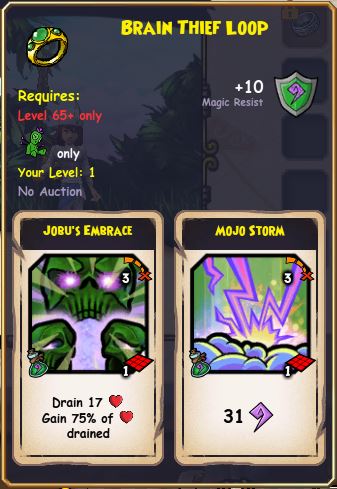 Brain Thief Loop
+10
Magic Resist
Requires:
Level 65+ only
only
Your Level: 1
No Auction
Jobu's Embrace
Mojo Storm
3
3
1
1
Drain 17
Gain 75% of
drained
31